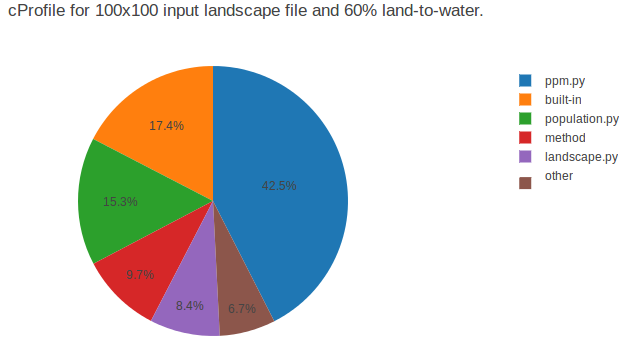 cProfile for 100x100 input landscape file and 60% land-to-water.
ppm.py
built-in
population.py
method
landscape.py
other
42.5%
17.4%
15.3%
9.7%
8.4%
6.7%